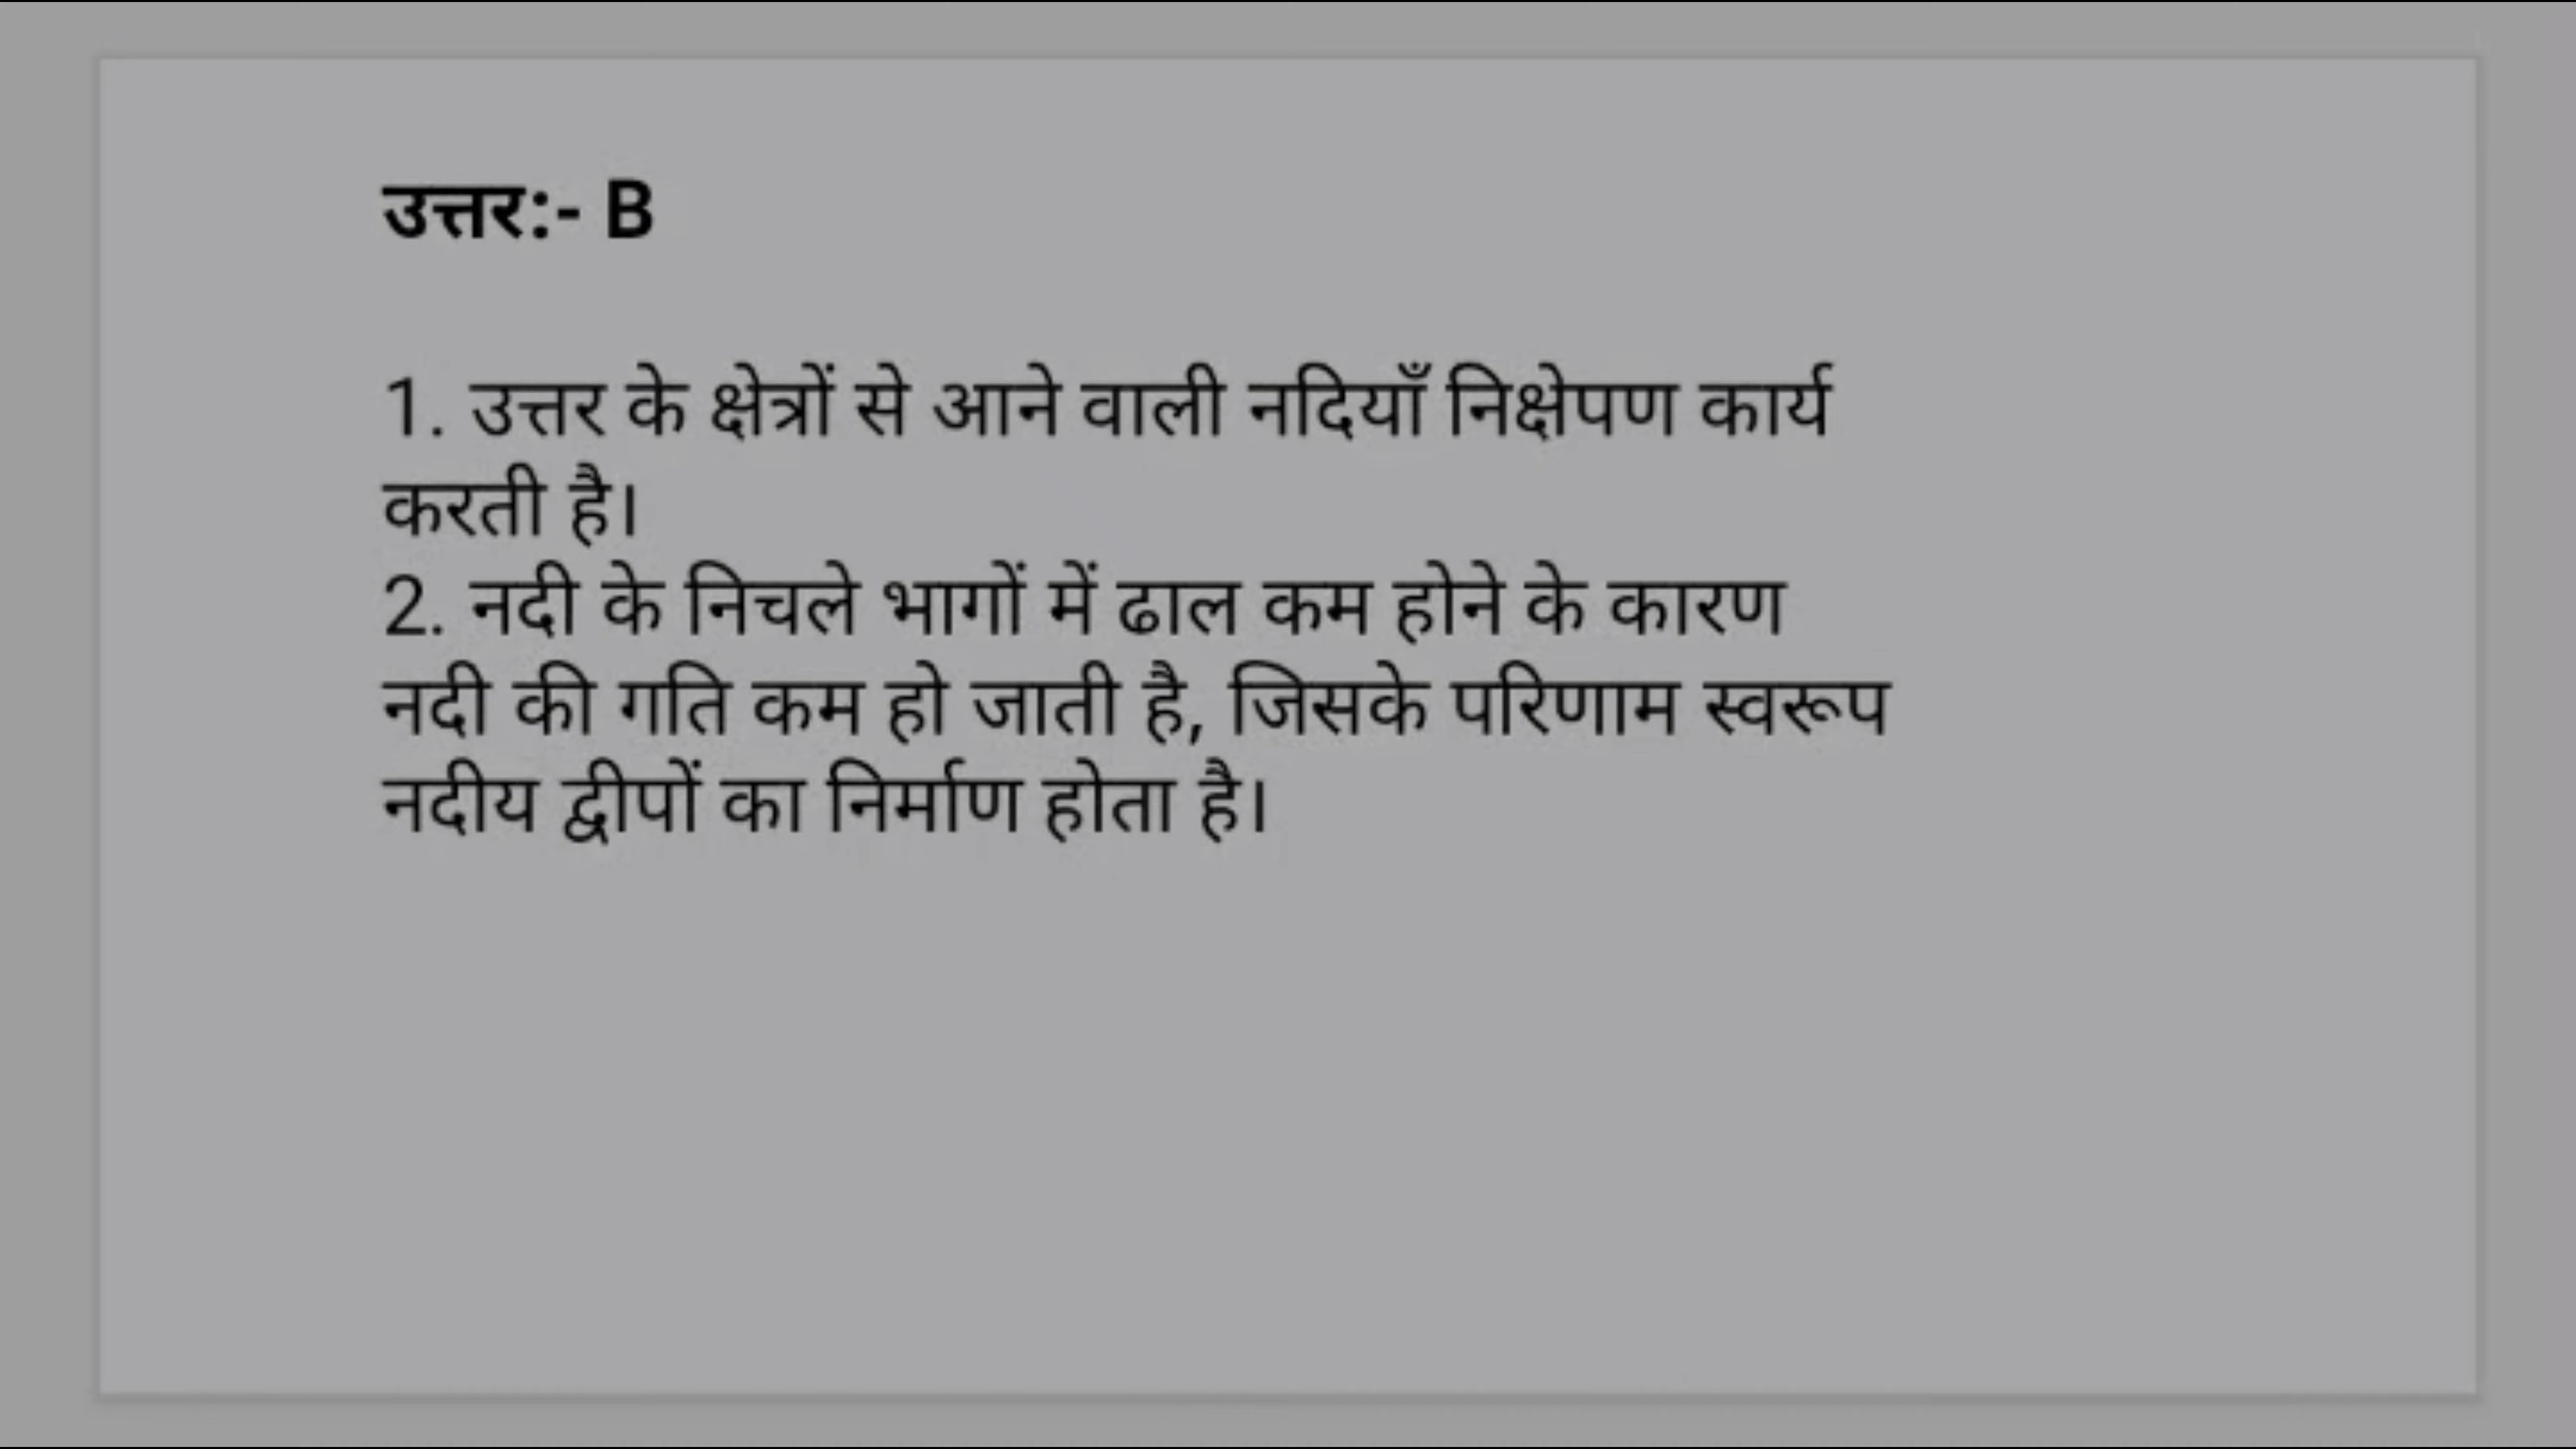 उत्तर:- B
1. उत्तर के क्षेत्रों से आने वाली नदियाँ निक्षेपण कार्य
करती है।
2. नदी के निचले भागों में ढाल कम होने के कारण
नदी की गति कम हो जाती है, जिसके परिणाम स्वरूप
नदीय द्वीपों का निर्माण होता है।